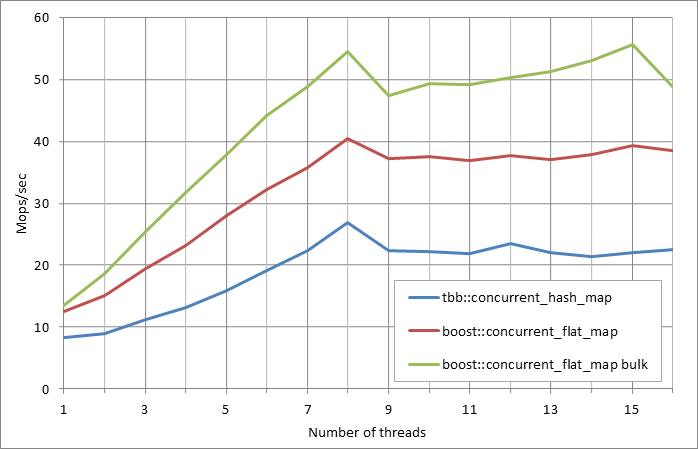 60
50
40
30
20
10
0
Mops/sec
tbb::concurrent_hash_map
boost::concurrent_flat_map
boost::concurrent_flat_map bulk
1 3 5 7 9 11 13 15
Number of threads